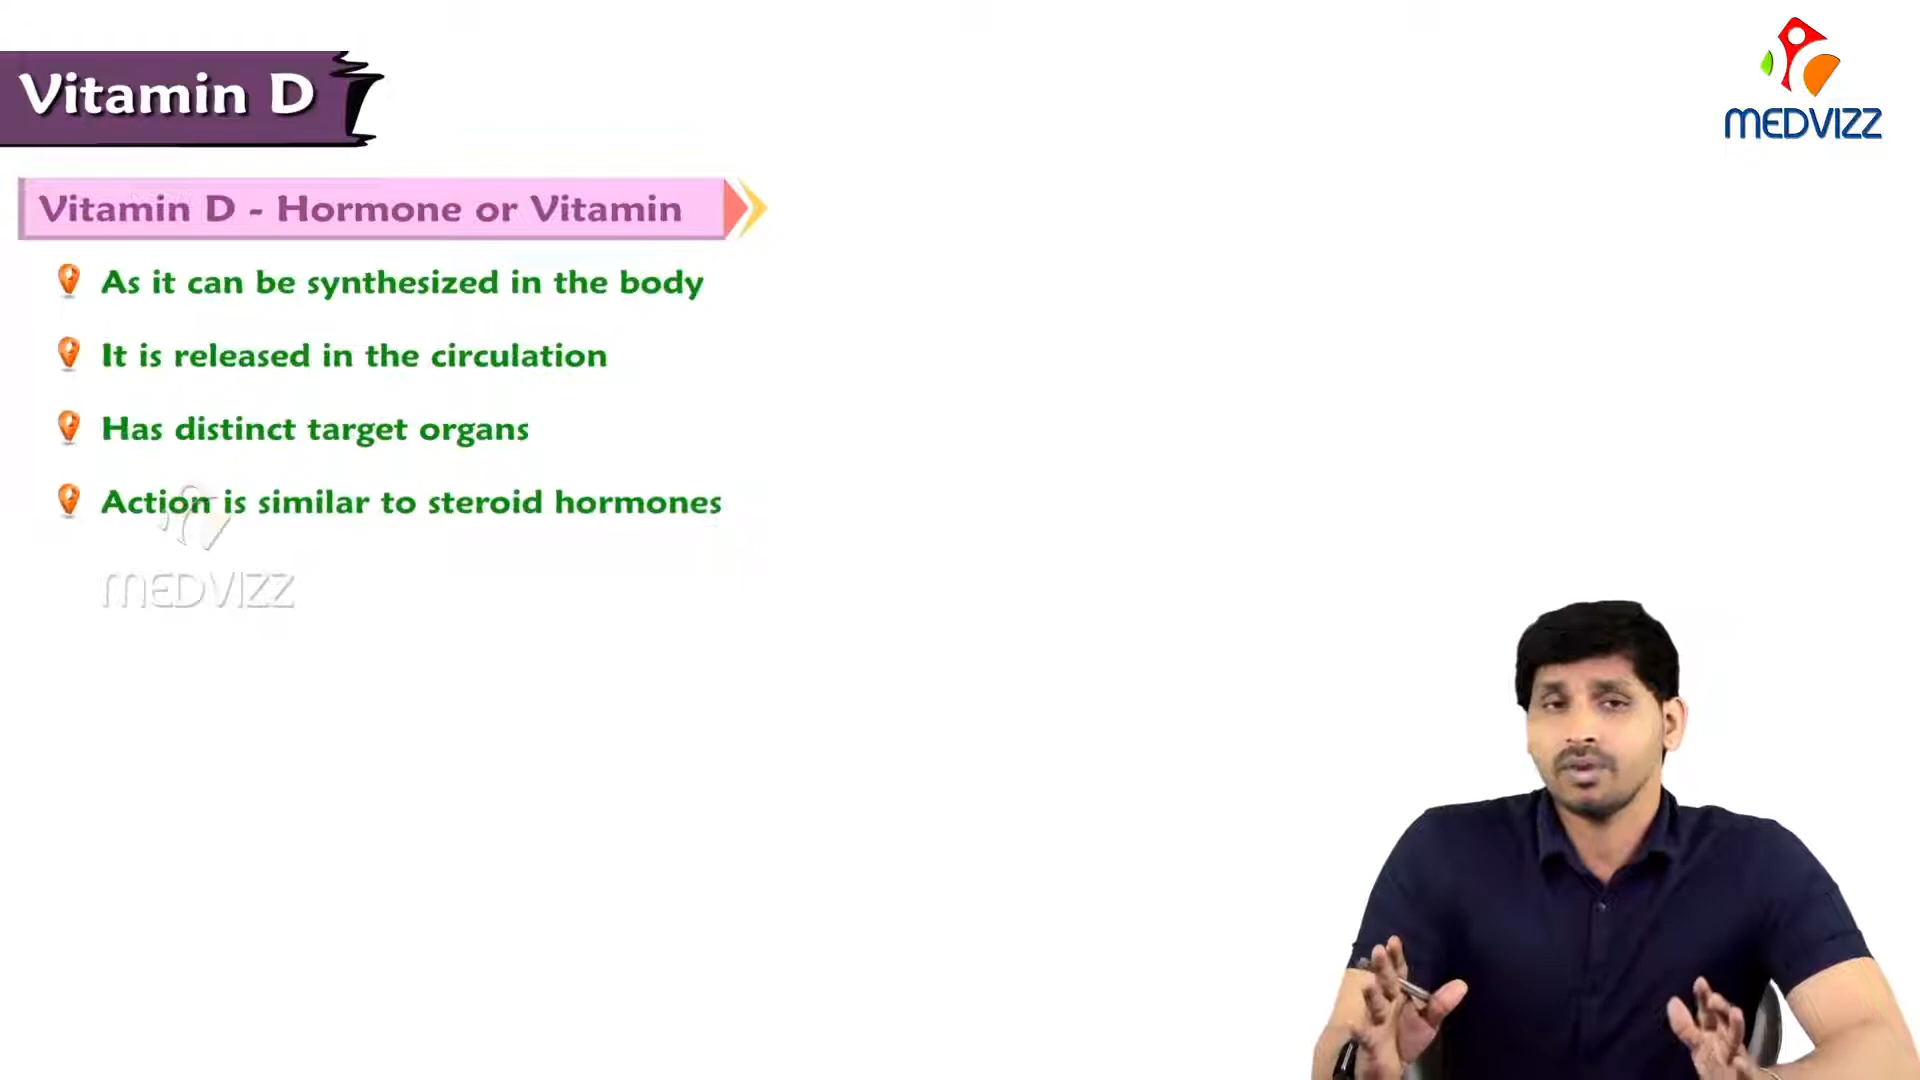 Vitamin D
MEDVIZZ
Vitamin D - Hormone or Vitamin
As it can be synthesized in the body
It is released in the circulation
Has distinct target organs
Action is similar to steroid hormones
MEDVIZZ